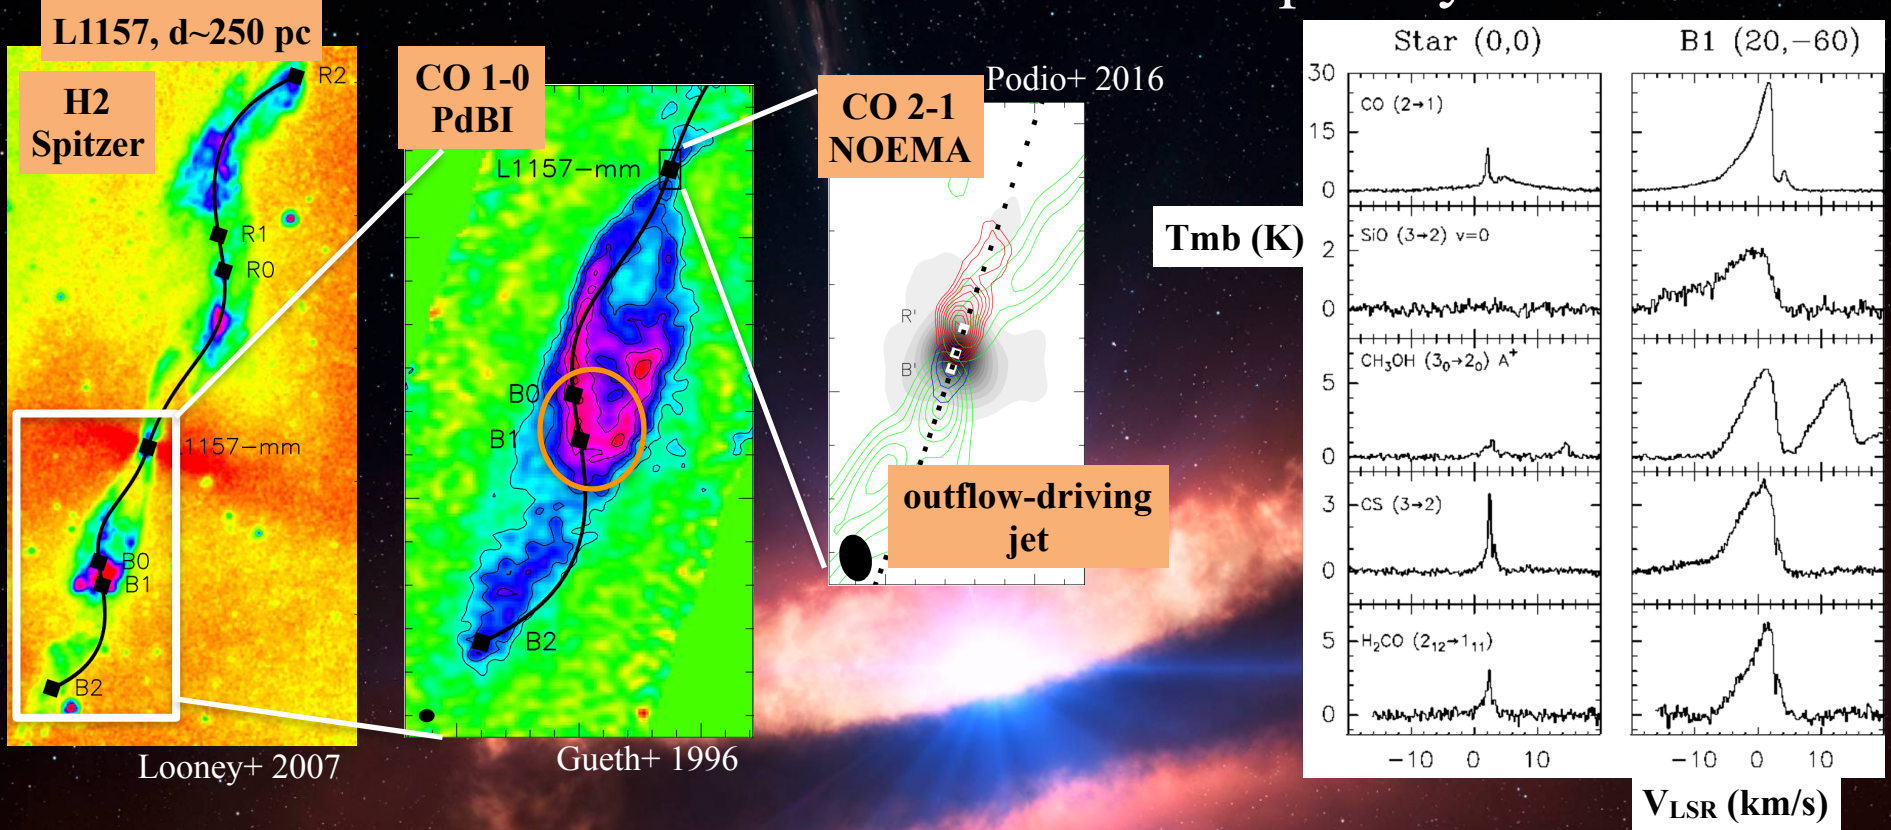 L1157, d~250 pc
H2
Spitzer
R2
R1
R0
L1157-mm
B0
B1
B2
Looney+ 2007
CO 1-0
PdBI
L1157-mm
B0
B1
B2
Gueth+ 1996
Podio+ 2016
CO 2-1
NOEMA
R'
B'
outflow-driving
jet
Tmb (K)
Star (0,0)
B1 (20,-60)
30
CO (2→1)
15
0
SiO (3→2) v=0
2
0
CH₃OH (3₀→2₀) A⁺
5
0
CS (3→2)
3
0
H₂CO (2₁₂→1₁₁)
5
0
-10 0 10
-10 0 10
V_LSR (km/s)